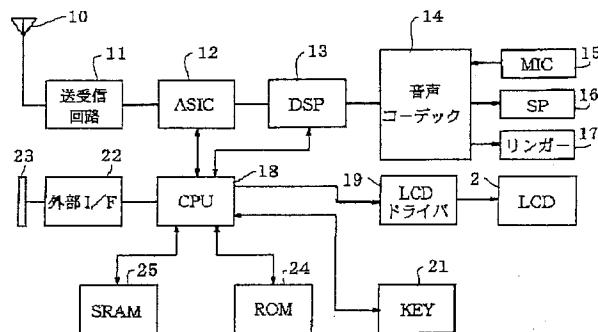 10
11
送受信
回路
12
ASIC
13
DSP
14
音声
コーデック
MIC
15
SP
16
リンガー
17
23
22
外部 I/F
18
CPU
19
LCD
ドライバ
2
LCD
25
SRAM
24
ROM
21
KEY